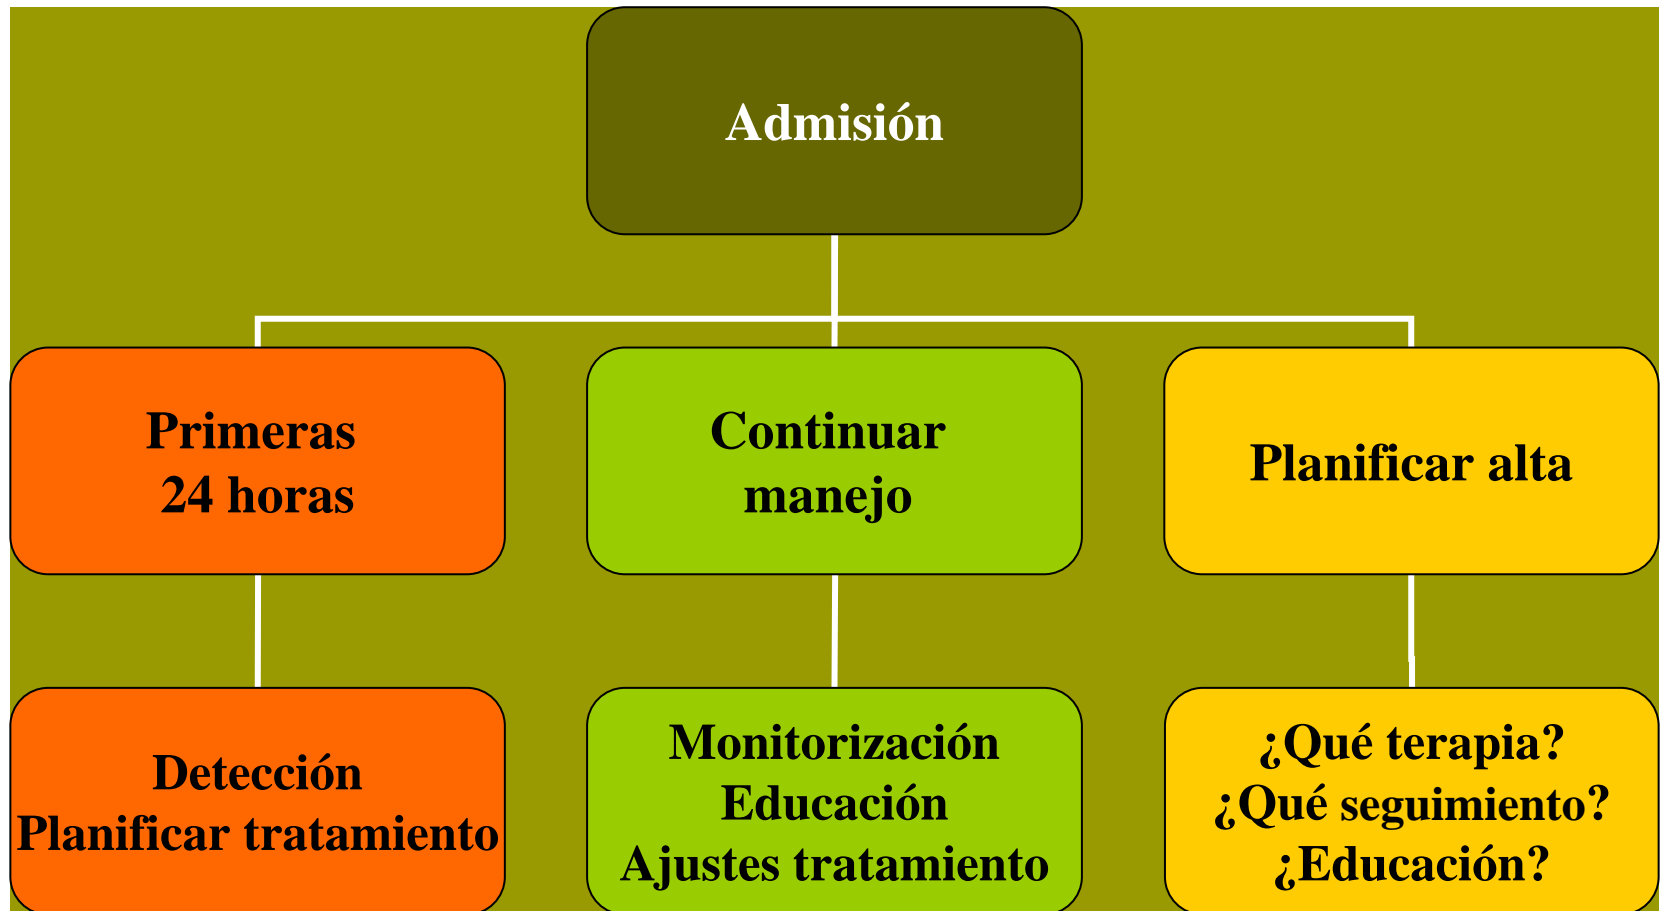 Admisión
Primeras
24 horas
Continuar
manejo
Planificar alta
Detección
Planificar tratamiento
Monitorización
Educación
Ajustes tratamiento
¿Qué terapia?
¿Qué seguimiento?
¿Educación?